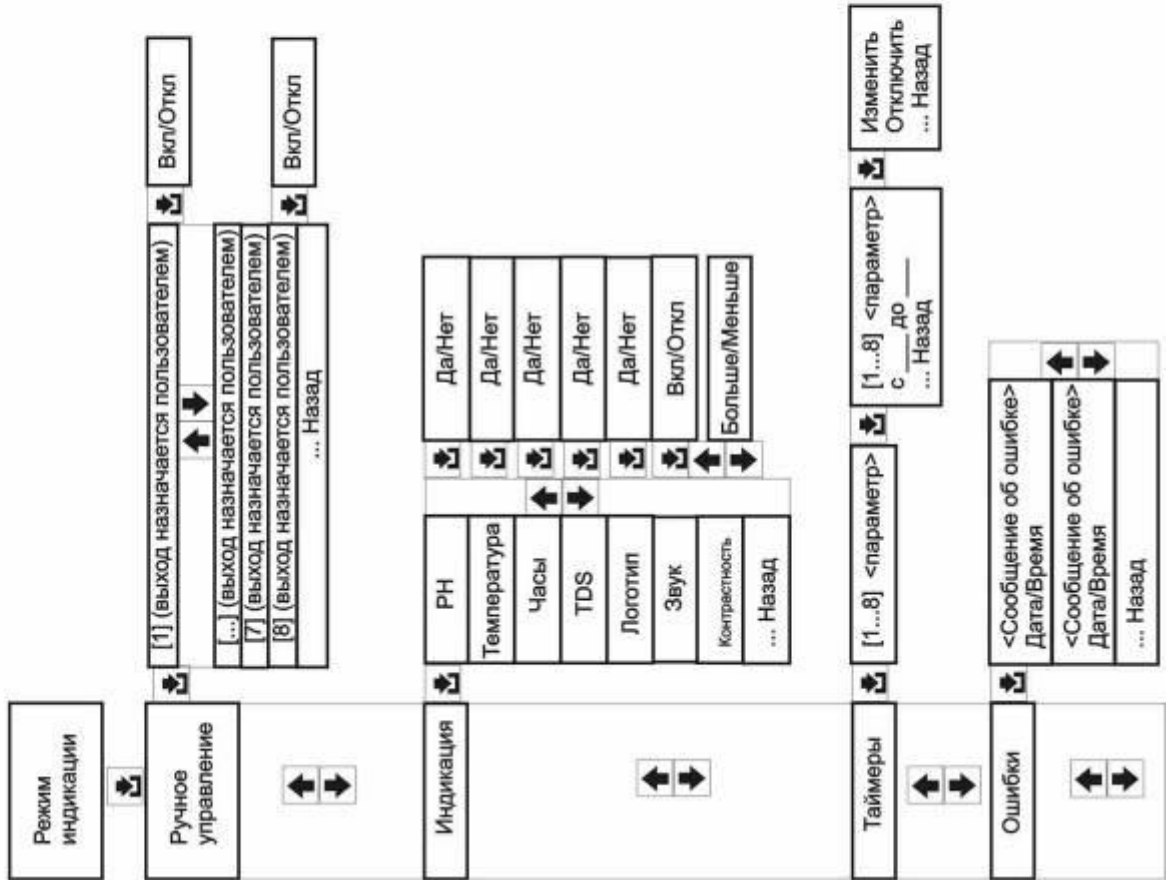 Режим
индикации
Ручное
управление
[1] (выход назначается пользователем)
Вкл/Откл
[...] (выход назначается пользователем)
[7] (выход назначается пользователем)
[8] (выход назначается пользователем)
Вкл/Откл
... Назад
Индикация
PH
Да/Нет
Температура
Да/Нет
Часы
Да/Нет
TDS
Да/Нет
Логотип
Да/Нет
Звук
Вкл/Откл
Контрастность
Больше/Меньше
... Назад
Таймеры
[1...8] <параметр>
[1...8] <параметр>
с ____ до ____
... Назад
Изменить
Отключить
... Назад
Ошибки
<Сообщение об ошибке>
Дата/Время
<Сообщение об ошибке>
Дата/Время
... Назад